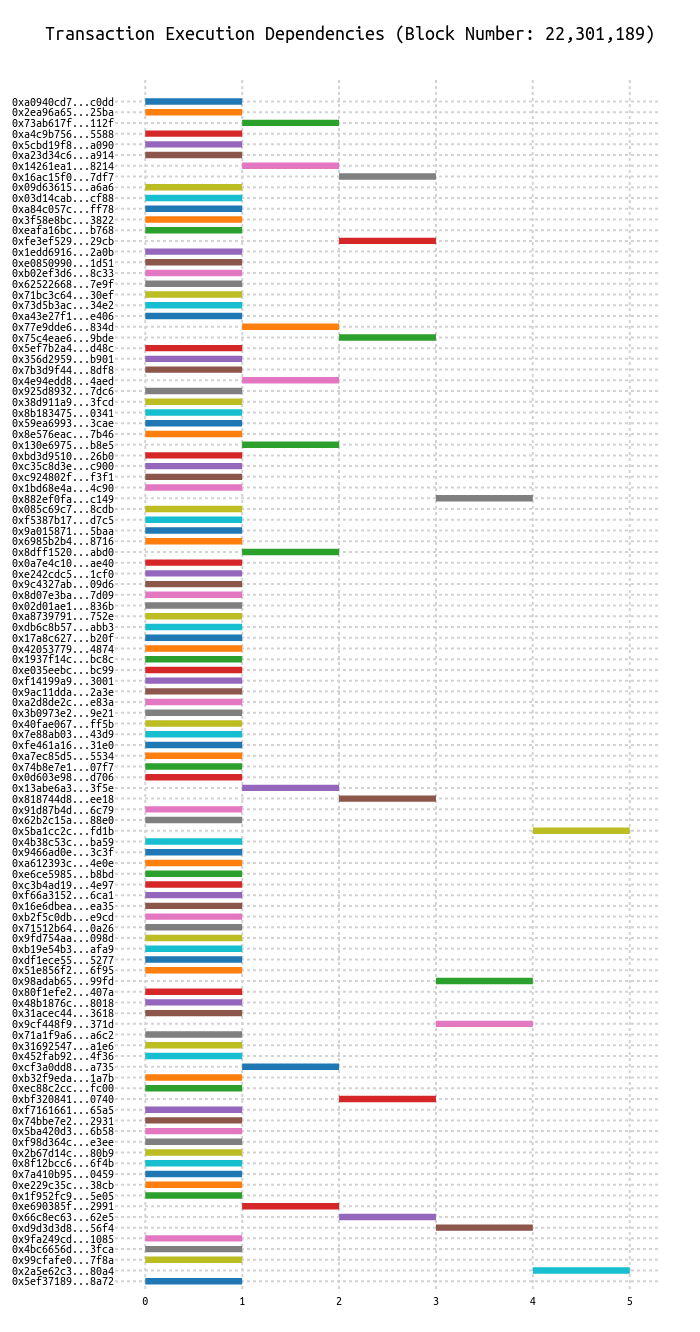 Transaction Execution Dependencies (Block Number: 22,301,189)
0xa0940cd7...c0dd
0x2ea96a65...25ba
0x73ab617f...112f
0xa4c9b756...5588
0x5cbd19f8...a090
0xa23d34c6...a914
0x14261ea1...8214
0x16ac15f0...7df7
0x09d63615...a6a6
0x03d14cab...cf88
0xa84c057c...ff78
0x3f58e8bc...3822
0xeafa16bc...b768
0xfe3ef529...29cb
0x1edd6916...2a0b
0xe0850990...1d51
0xb02ef3d6...8c33
0x62522668...7e9f
0x71bc3c64...30ef
0x73d5b3ac...34e2
0xa43e27f1...e406
0x77e9dde6...834d
0x75c4eae6...9bde
0x5ef7b2a4...d48c
0x356d2959...b901
0x7b3d9f44...8df8
0x4e94edd8...4aed
0x925d8932...7dc6
0x38d911a9...3fcd
0x8b183475...0341
0x59ea6993...3cae
0x8e576eac...7b46
0x130e6975...b8e5
0xbd3d9510...26b0
0xc35c8d3e...c900
0xc924802f...f3f1
0x1bd68e4a...4c90
0x882ef0fa...c149
0x085c69c7...8cdb
0xf5387b17...d7c5
0x9a015871...5baa
0x6985b2b4...8716
0x8dff1520...abd0
0x0a7e4c10...ae40
0xe242cdc5...1cf0
0x9c4327ab...09d6
0x8d07e3ba...7d09
0x02d01ae1...836b
0xa8739791...752e
0xdb6c8b57...abb3
0x17a8c627...b20f
0x42053779...4874
0x1937f14c...bc8c
0xe035eebc...bc99
0xf14199a9...3001
0x9ac11dda...2a3e
0xa2d8de2c...e83a
0x3b0973e2...9e21
0x40fae067...ff5b
0x7e88ab03...43d9
0xfe461a16...31e0
0xa7ec85d5...5534
0x74b8e7e1...07f7
0x0d603e98...d706
0x13abe6a3...3f5e
0x818744d8...ee18
0x91d87b4d...6c79
0x62b2c15a...88e0
0x5ba1cc2c...fd1b
0x4b38c53c...ba59
0x9466ad0e...3c3f
0xa612393c...4e0e
0xe6ce5985...b8bd
0xc3b4ad19...4e97
0xf66a3152...6ca1
0x16e6dbea...ea35
0xb2f5c0db...e9cd
0x71512b64...0a26
0x9fd754aa...098d
0xb19e54b3...afa9
0xdf1ece55...5277
0x51e856f2...6f95
0x98adab65...99fd
0x80f1efe2...407a
0x48b1876c...8018
0x31acec44...3618
0x9cf448f9...371d
0x71a1f9a6...a6c2
0x31692547...a1e6
0x452fab92...4f36
0xcf3a0dd8...a735
0xb32f9eda...1a7b
0xec88c2cc...fc00
0xbf320841...0740
0xf7161661...65a5
0x74bbe7e2...2931
0x5ba420d3...6b58
0xf98d364c...e3ee
0x2b67d14c...80b9
0x8f12bcc6...6f4b
0x7a410b95...0459
0xe229c35c...38cb
0x1f952fc9...5e05
0xe690385f...2991
0x66c8ec63...62e5
0xd9d3d3d8...56f4
0x9fa249cd...1085
0x4bc6656d...3fca
0x99cfafe0...7f8a
0x2a5e62c3...80a4
0x5ef37189...8a72
0 1 2 3 4 5